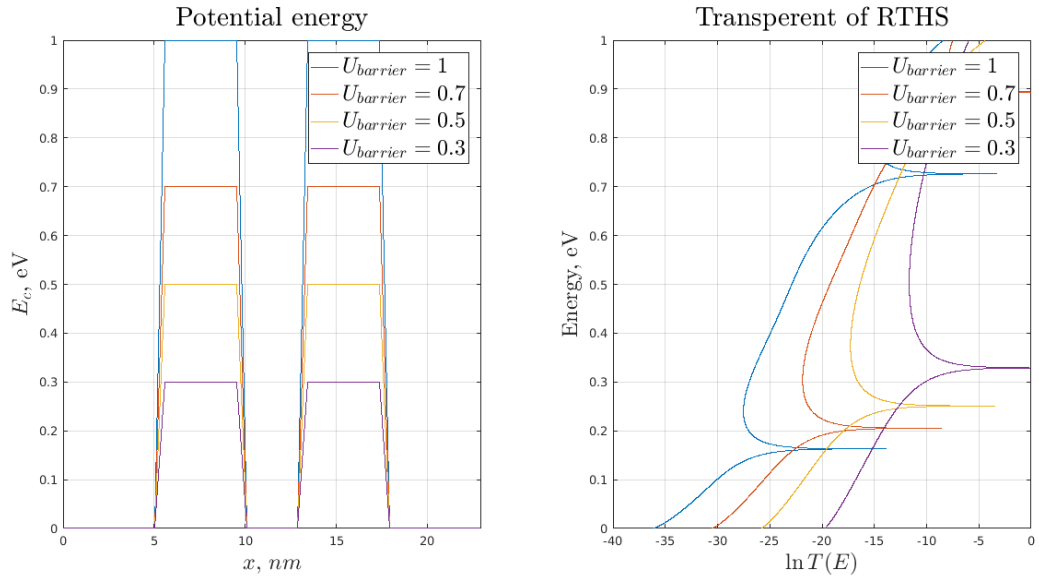 Potential energy
1
0.9
0.8
0.7
0.6
0.5
0.4
0.3
0.2
0.1
0
E_c, eV
U_barrier = 1
U_barrier = 0.7
U_barrier = 0.5
U_barrier = 0.3
0 5 10 15 20
x, nm
Transperent of RTHS
1
0.9
0.8
0.7
0.6
0.5
0.4
0.3
0.2
0.1
0
Energy, eV
U_barrier = 1
U_barrier = 0.7
U_barrier = 0.5
U_barrier = 0.3
-40 -35 -30 -25 -20 -15 -10 -5 0
ln T(E)